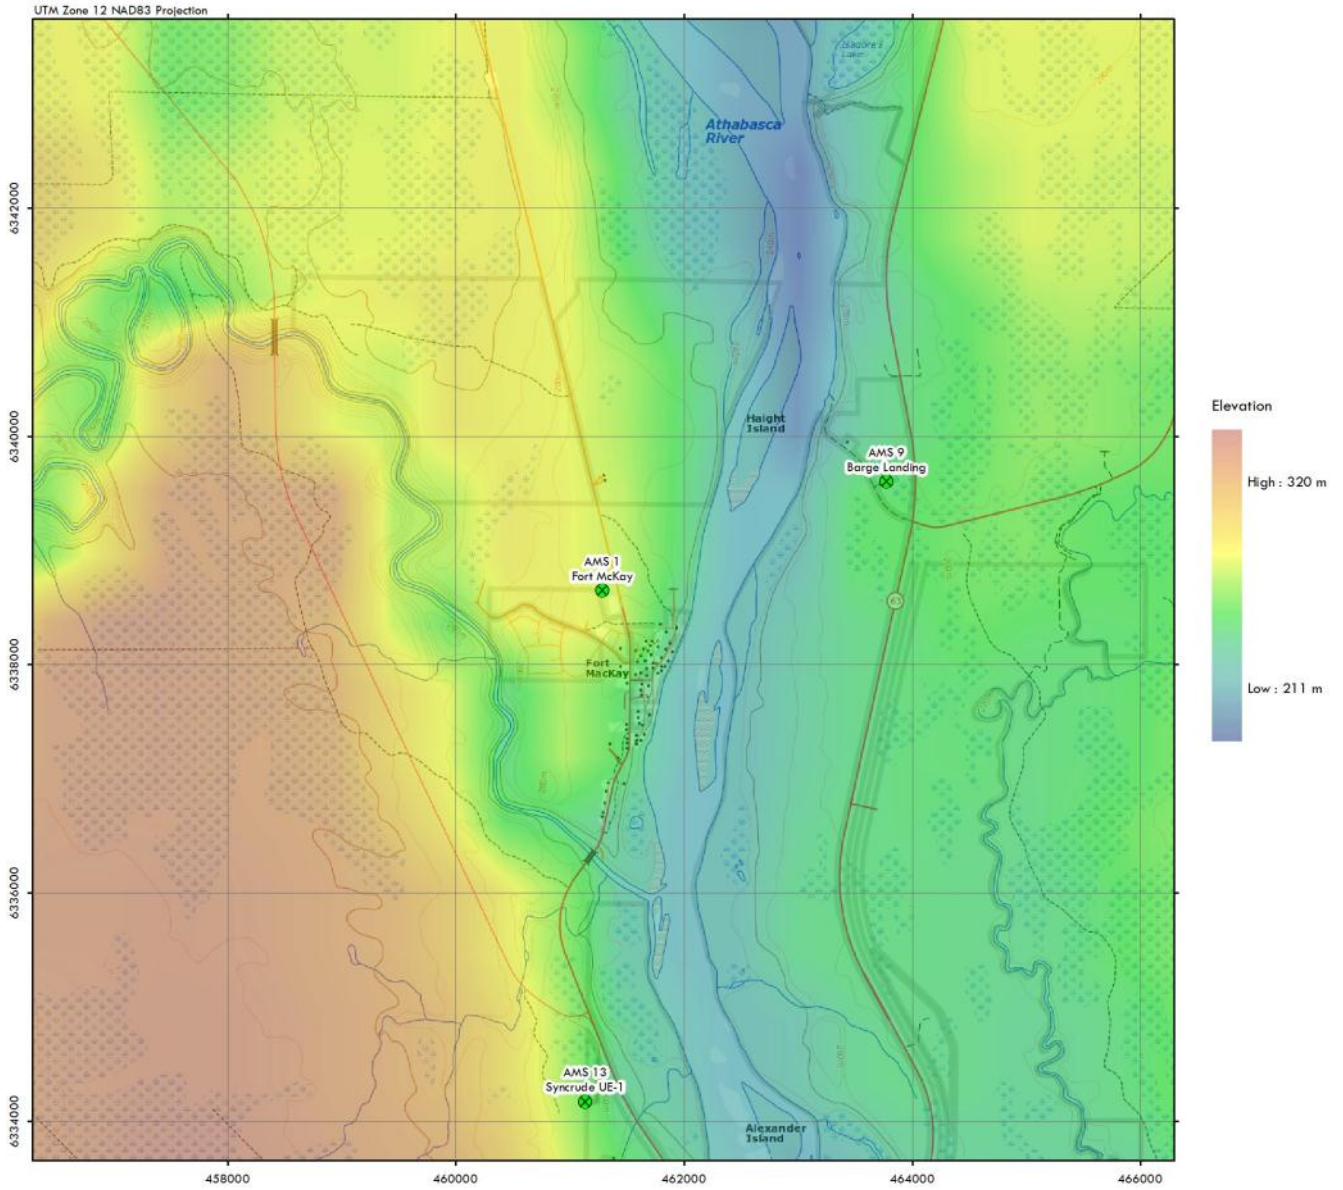 UTM Zone 12 NAD83 Projection
Isadore's
Lake
Athabasca
River
6342000
Haight
Island
6340000
AMS 9
Barge Landing
Elevation
High : 320 m
Low : 211 m
AMS 1
Fort McKay
63
Fort
MacKay
6338000
6336000
AMS 13
Syncrude UE-1
Alexander
Island
6334000
458000
460000
462000
464000
466000